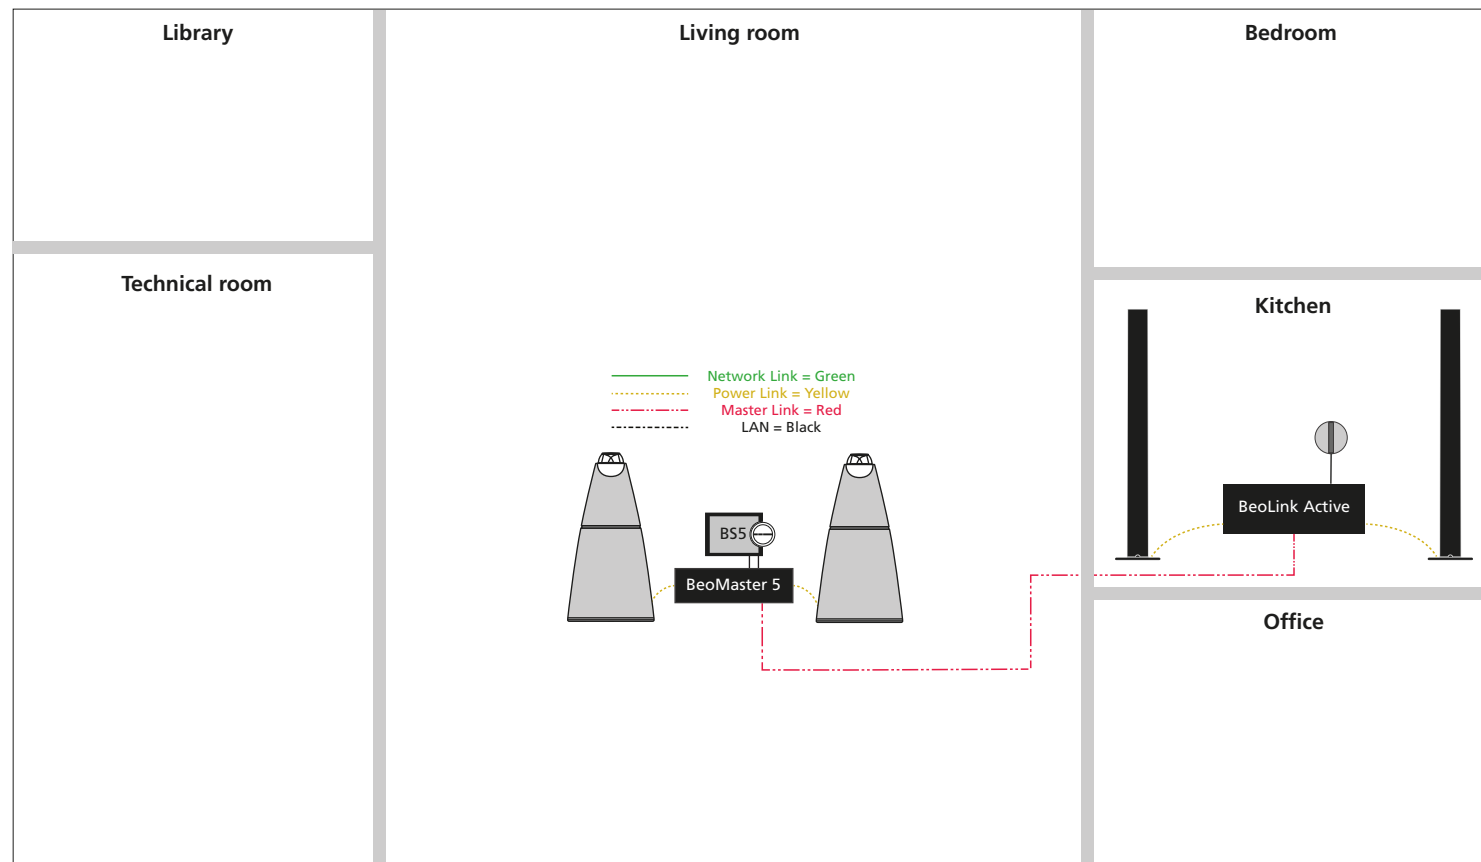 Library
Living room
Bedroom
Technical room
Kitchen
Network Link = Green
Power Link = Yellow
Master Link = Red
LAN = Black
BS5
BeoMaster 5
BeoLink Active
Office